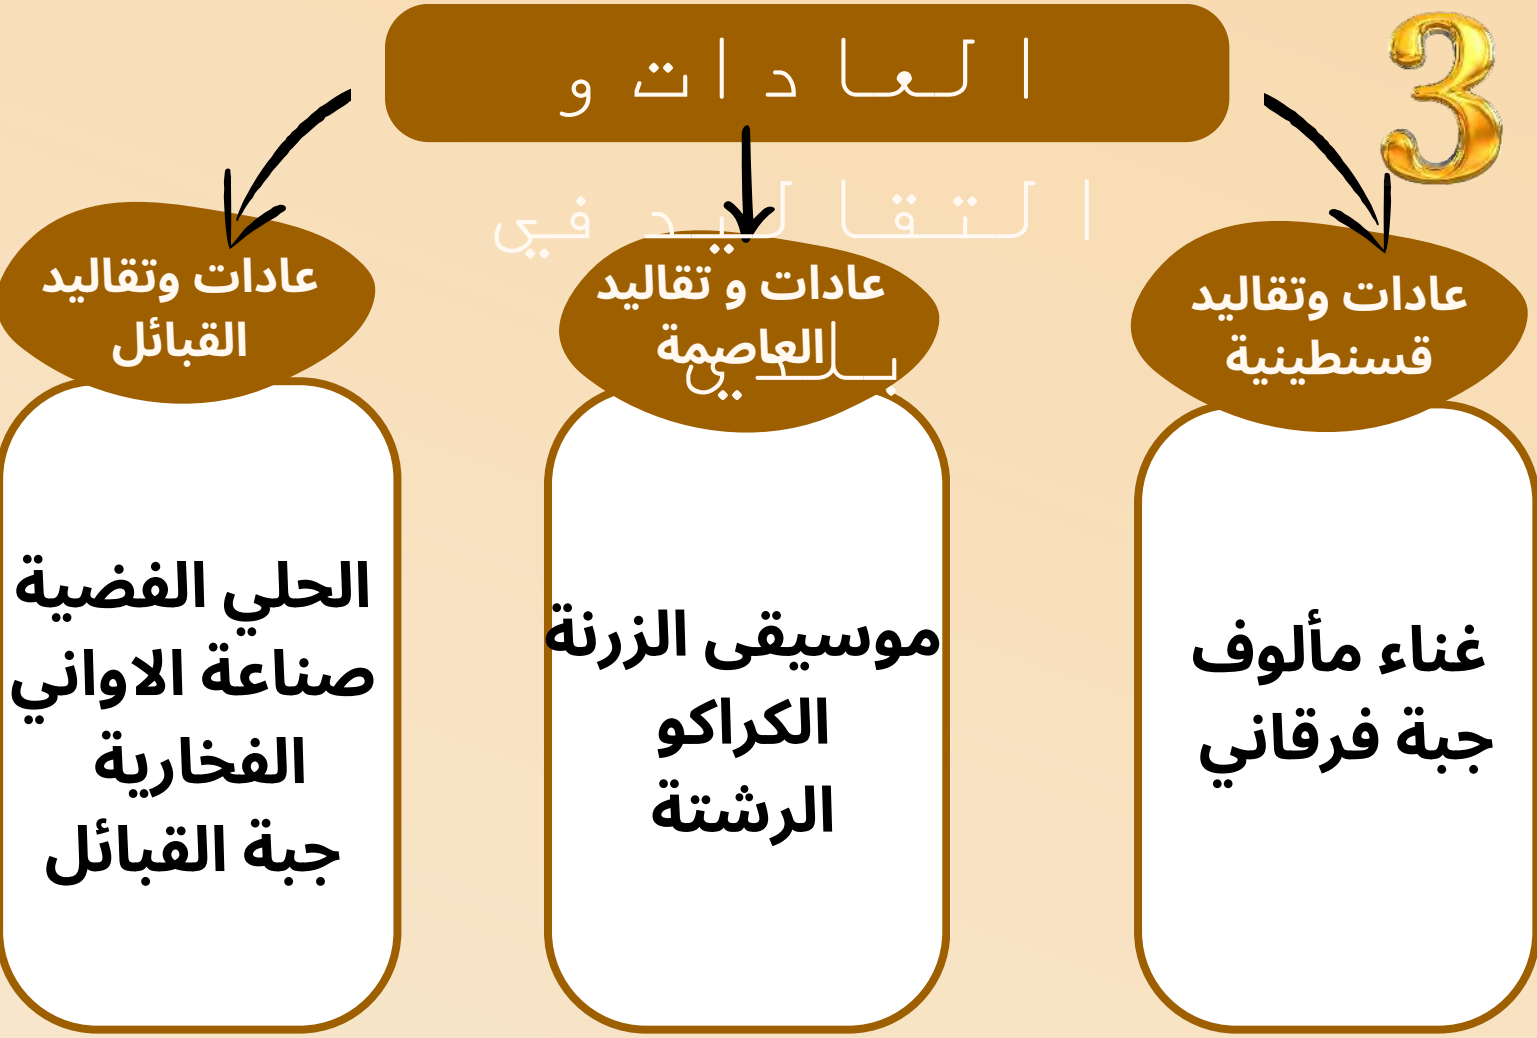 3
العادات و
التقاليد في
بلدي
عادات وتقاليد
قسنطينية
غناء مألوف
جبة فرقاني
عادات و تقاليد
العاصمة
موسيقى الزرنة
الكراكو
الرشتة
عادات وتقاليد
القبائل
الحلي الفضية
صناعة الاواني
الفخارية
جبة القبائل